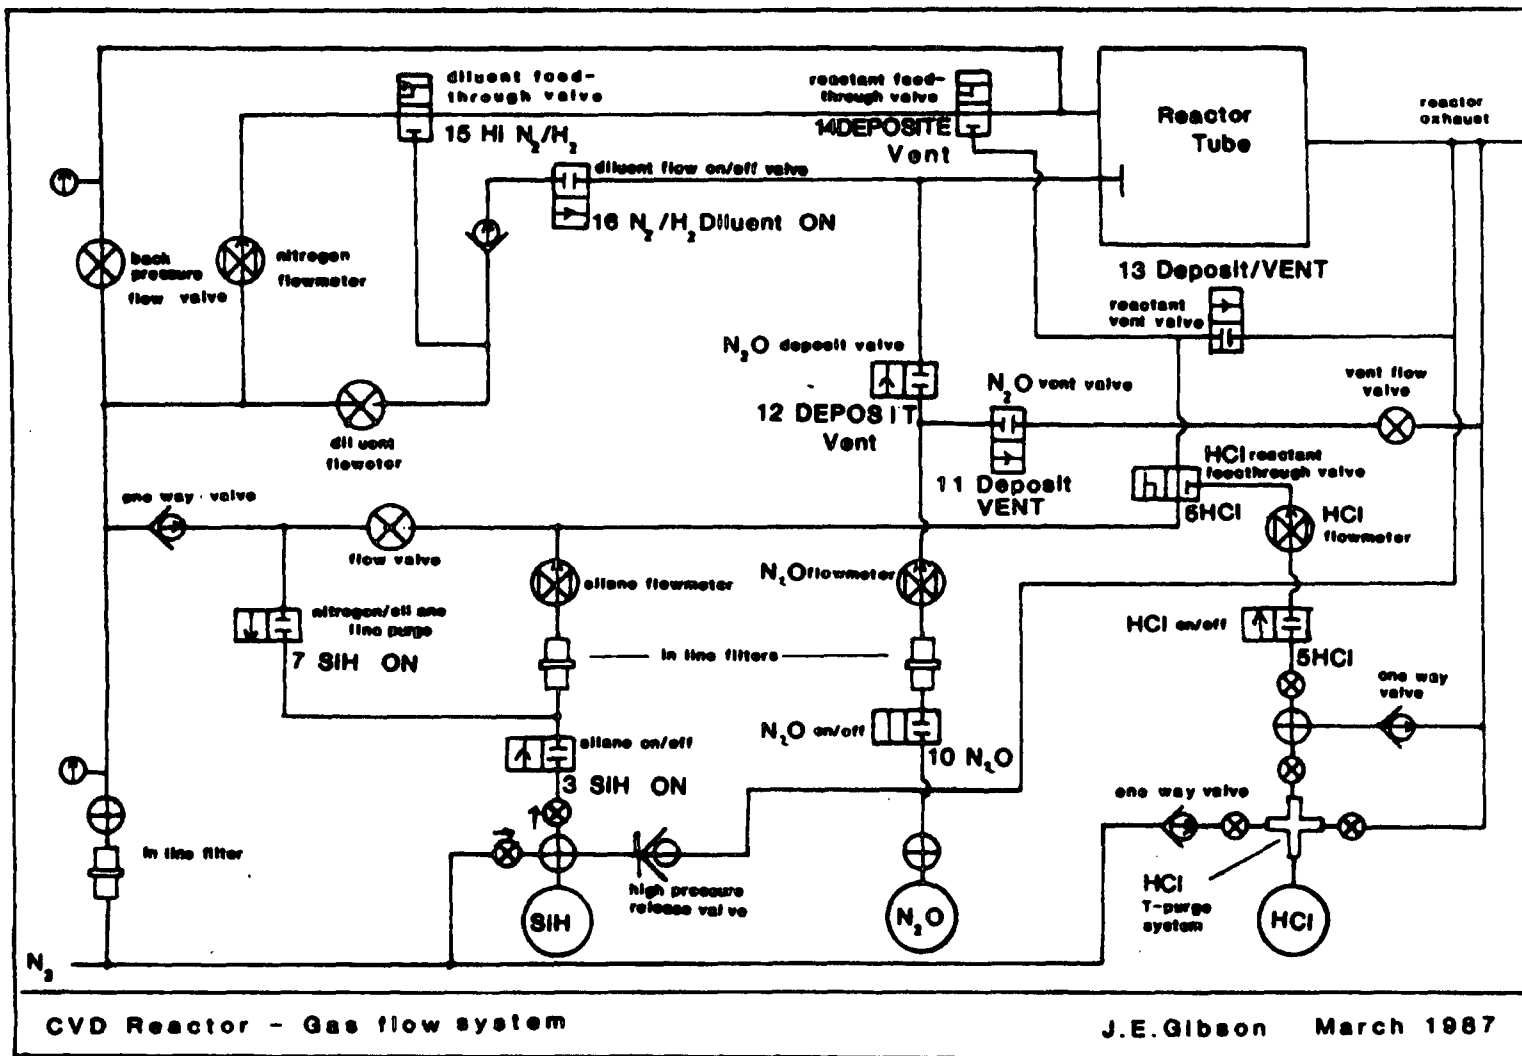 diluent feed-
through valve
15 Hi N2/H2
reactant feed-
through valve
14DEPOSITE
Vent
Reactor
Tube
reactor
exhaust
diluent flow on/off valve
16 N2/H2 Diluent ON
back
pressure
flow valve
nitrogen
flowmeter
13 Deposit/VENT
reactant
vent valve
N2O deposit valve
12 DEPOSIT
Vent
N2O vent valve
11 Deposit
VENT
vent flow
valve
diluent
flowetor
HCl reactant
feedthrough valve
6HCl
HCl
flowmeter
one way valve
flow valve
silane flowmeter
N2O flowmeter
nitrogen/silane
line purge
7 SiH ON
in line filters
HCl on/off
5HCl
one way
valve
silane on/off
3 SiH ON
N2O on/off
10 N2O
one way valve
in line filter
high pressure
release valve
SiH
N2O
HCl
T-purge
system
HCl
N2
CVD Reactor - Gas flow system
J.E.Gibson March 1987